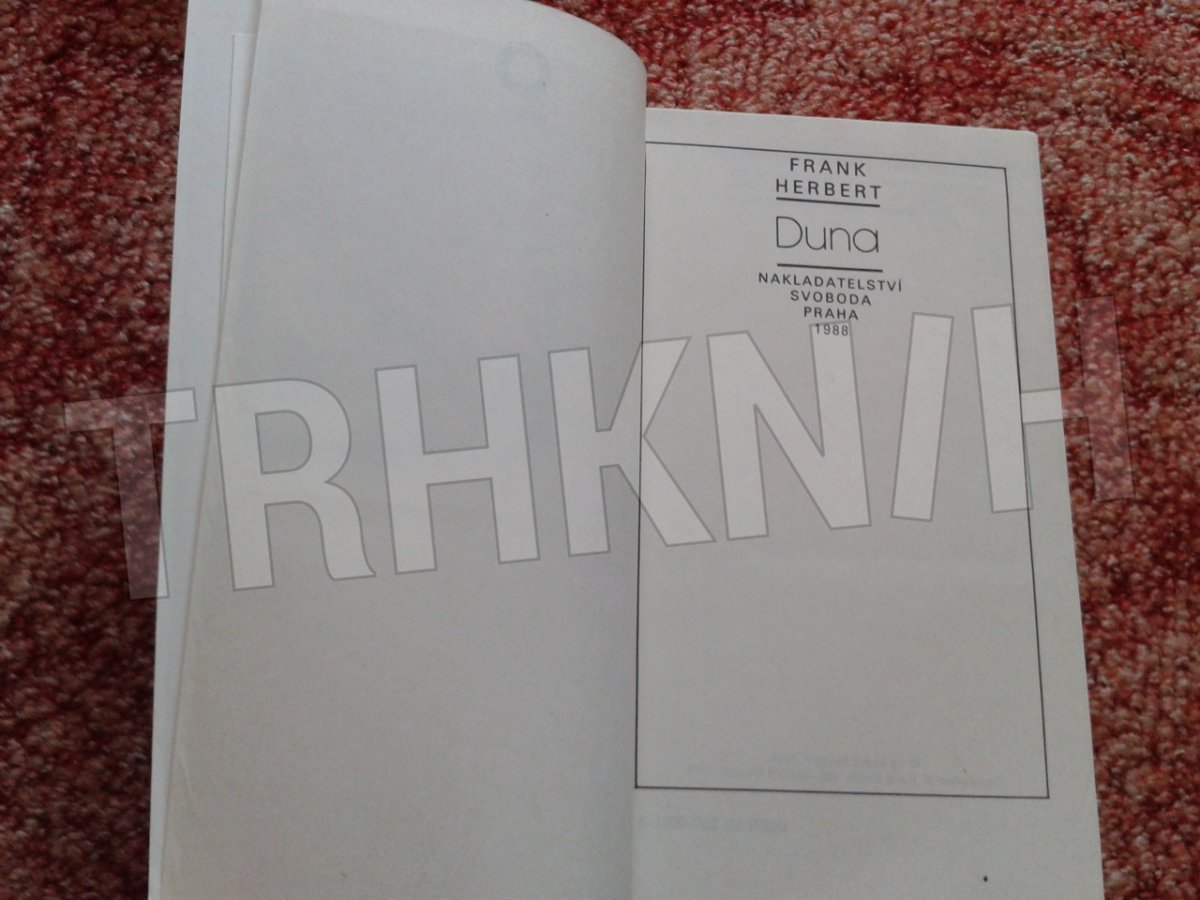 FRANK
HERBERT
Duna
NAKLADATELSTVÍ
SVOBODA
PRAHA
1988
TRHKNIH